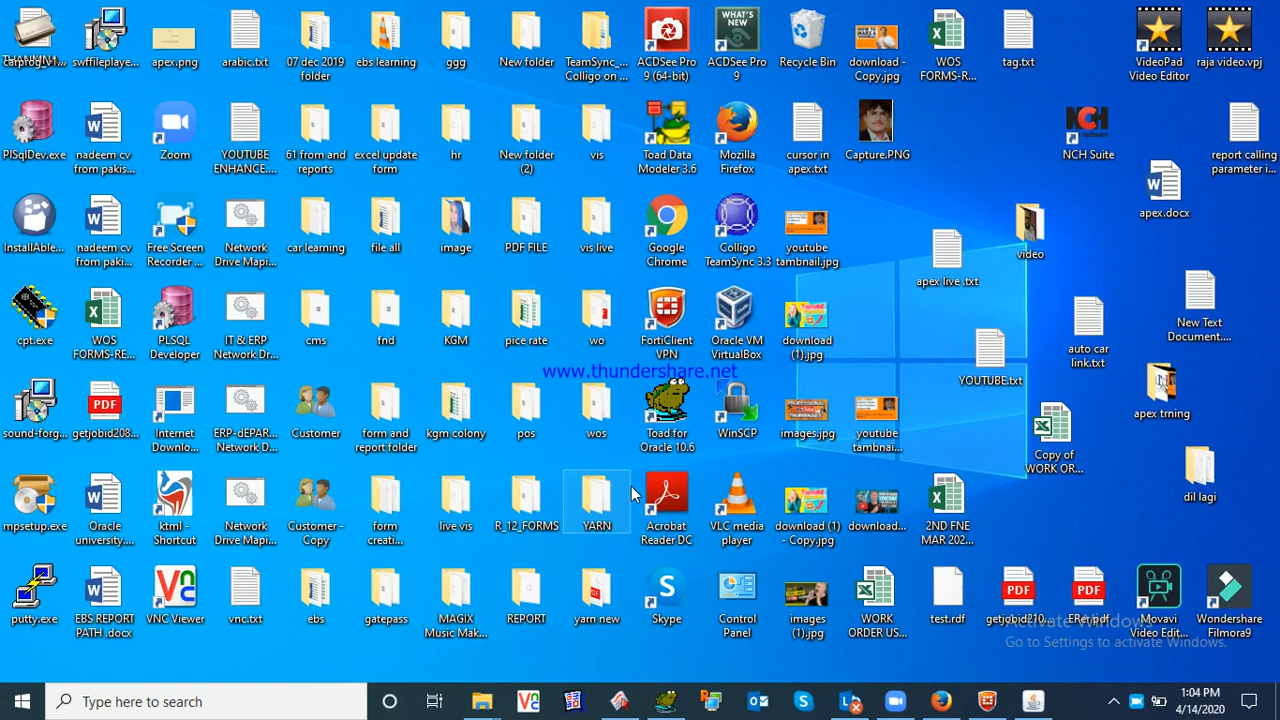 carprog_v1...
swffileplaye...
apex.png
arabic.txt
07 dec 2019
folder
ebs learning
ggg
New folder
TeamSync_...
Colligo on ...
ACDSee Pro
9 (64-bit)
WHAT'S
NEW
ACDSee Pro
9
Recycle Bin
download -
Copy.jpg
WOS
FORMS-R...
tag.txt
VideoPad
Video Editor
raja video.vpj
PlSqlDev.exe
nadeem cv
from pakis...
Zoom
YOUTUBE
ENHANCE....
61 from and
reports
excel update
form
hr
New folder
(2)
vis
Toad Data
Modeler 3.6
Mozilla
Firefox
cursor in
apex.txt
Capture.PNG
NCH
Software
NCH Suite
report calling
parameter i...
apex.docx
InstallAble...
nadeem cv
from paki...
Free Screen
Recorder ...
Network
Drive Mapi...
car learning
file all
image
PDF FILE
vis live
Google
Chrome
Colligo
TeamSync 3.3
youtube
tambnail.jpg
apex live .txt
video
cpt.exe
WOS
FORMS-RE...
PLSQL
Developer
IT & ERP
Network Dr...
cms
fnd
KGM
pice rate
wo
FortiClient
VPN
Oracle VM
VirtualBox
download
(1).jpg
YOUTUBE.txt
auto car
link.txt
New Text
Document....
www.thundershare.net
sound-forg...
PDF
getjobid208...
Internet
Downlo...
ERP-dEPAR...
Network D...
Customer
form and
report folder
kgm colony
pos
wos
Toad for
Oracle 10.6
WinSCP
images.jpg
youtube
tambnai...
Copy of
WORK OR...
apex trning
dil lagi
mpsetup.exe
Oracle
university....
ktml -
Shortcut
Network
Drive Mapi...
Customer -
Copy
form
creati...
live vis
R_12_FORMS
YARN
Acrobat
Reader DC
VLC media
player
download (1)
- Copy.jpg
download...
2ND FNE
MAR 202...
putty.exe
EBS REPORT
PATH .docx
VNC Viewer
vnc.txt
ebs
gatepass
MAGIX
Music Mak...
REPORT
yarn new
Skype
Control
Panel
images
(1).jpg
WORK
ORDER US...
test.rdf
PDF
getjobid210...
PDF
ERer.pdf
Movavi
Video Edit...
Wondershare
Filmora9
Activate Windows
Go to Settings to activate Windows.
Type here to search
1:04 PM
4/14/2020